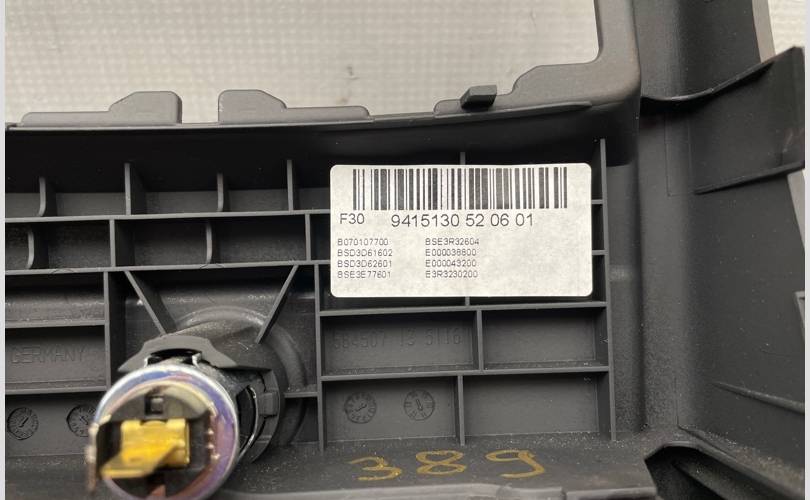 F30 9415130 52 06 01
B070107700 BSE3R32604
BSD3D61602 E000038800
BSD3D62601 E000043200
BSE3E77601 E3R3230200
GERMANY
389